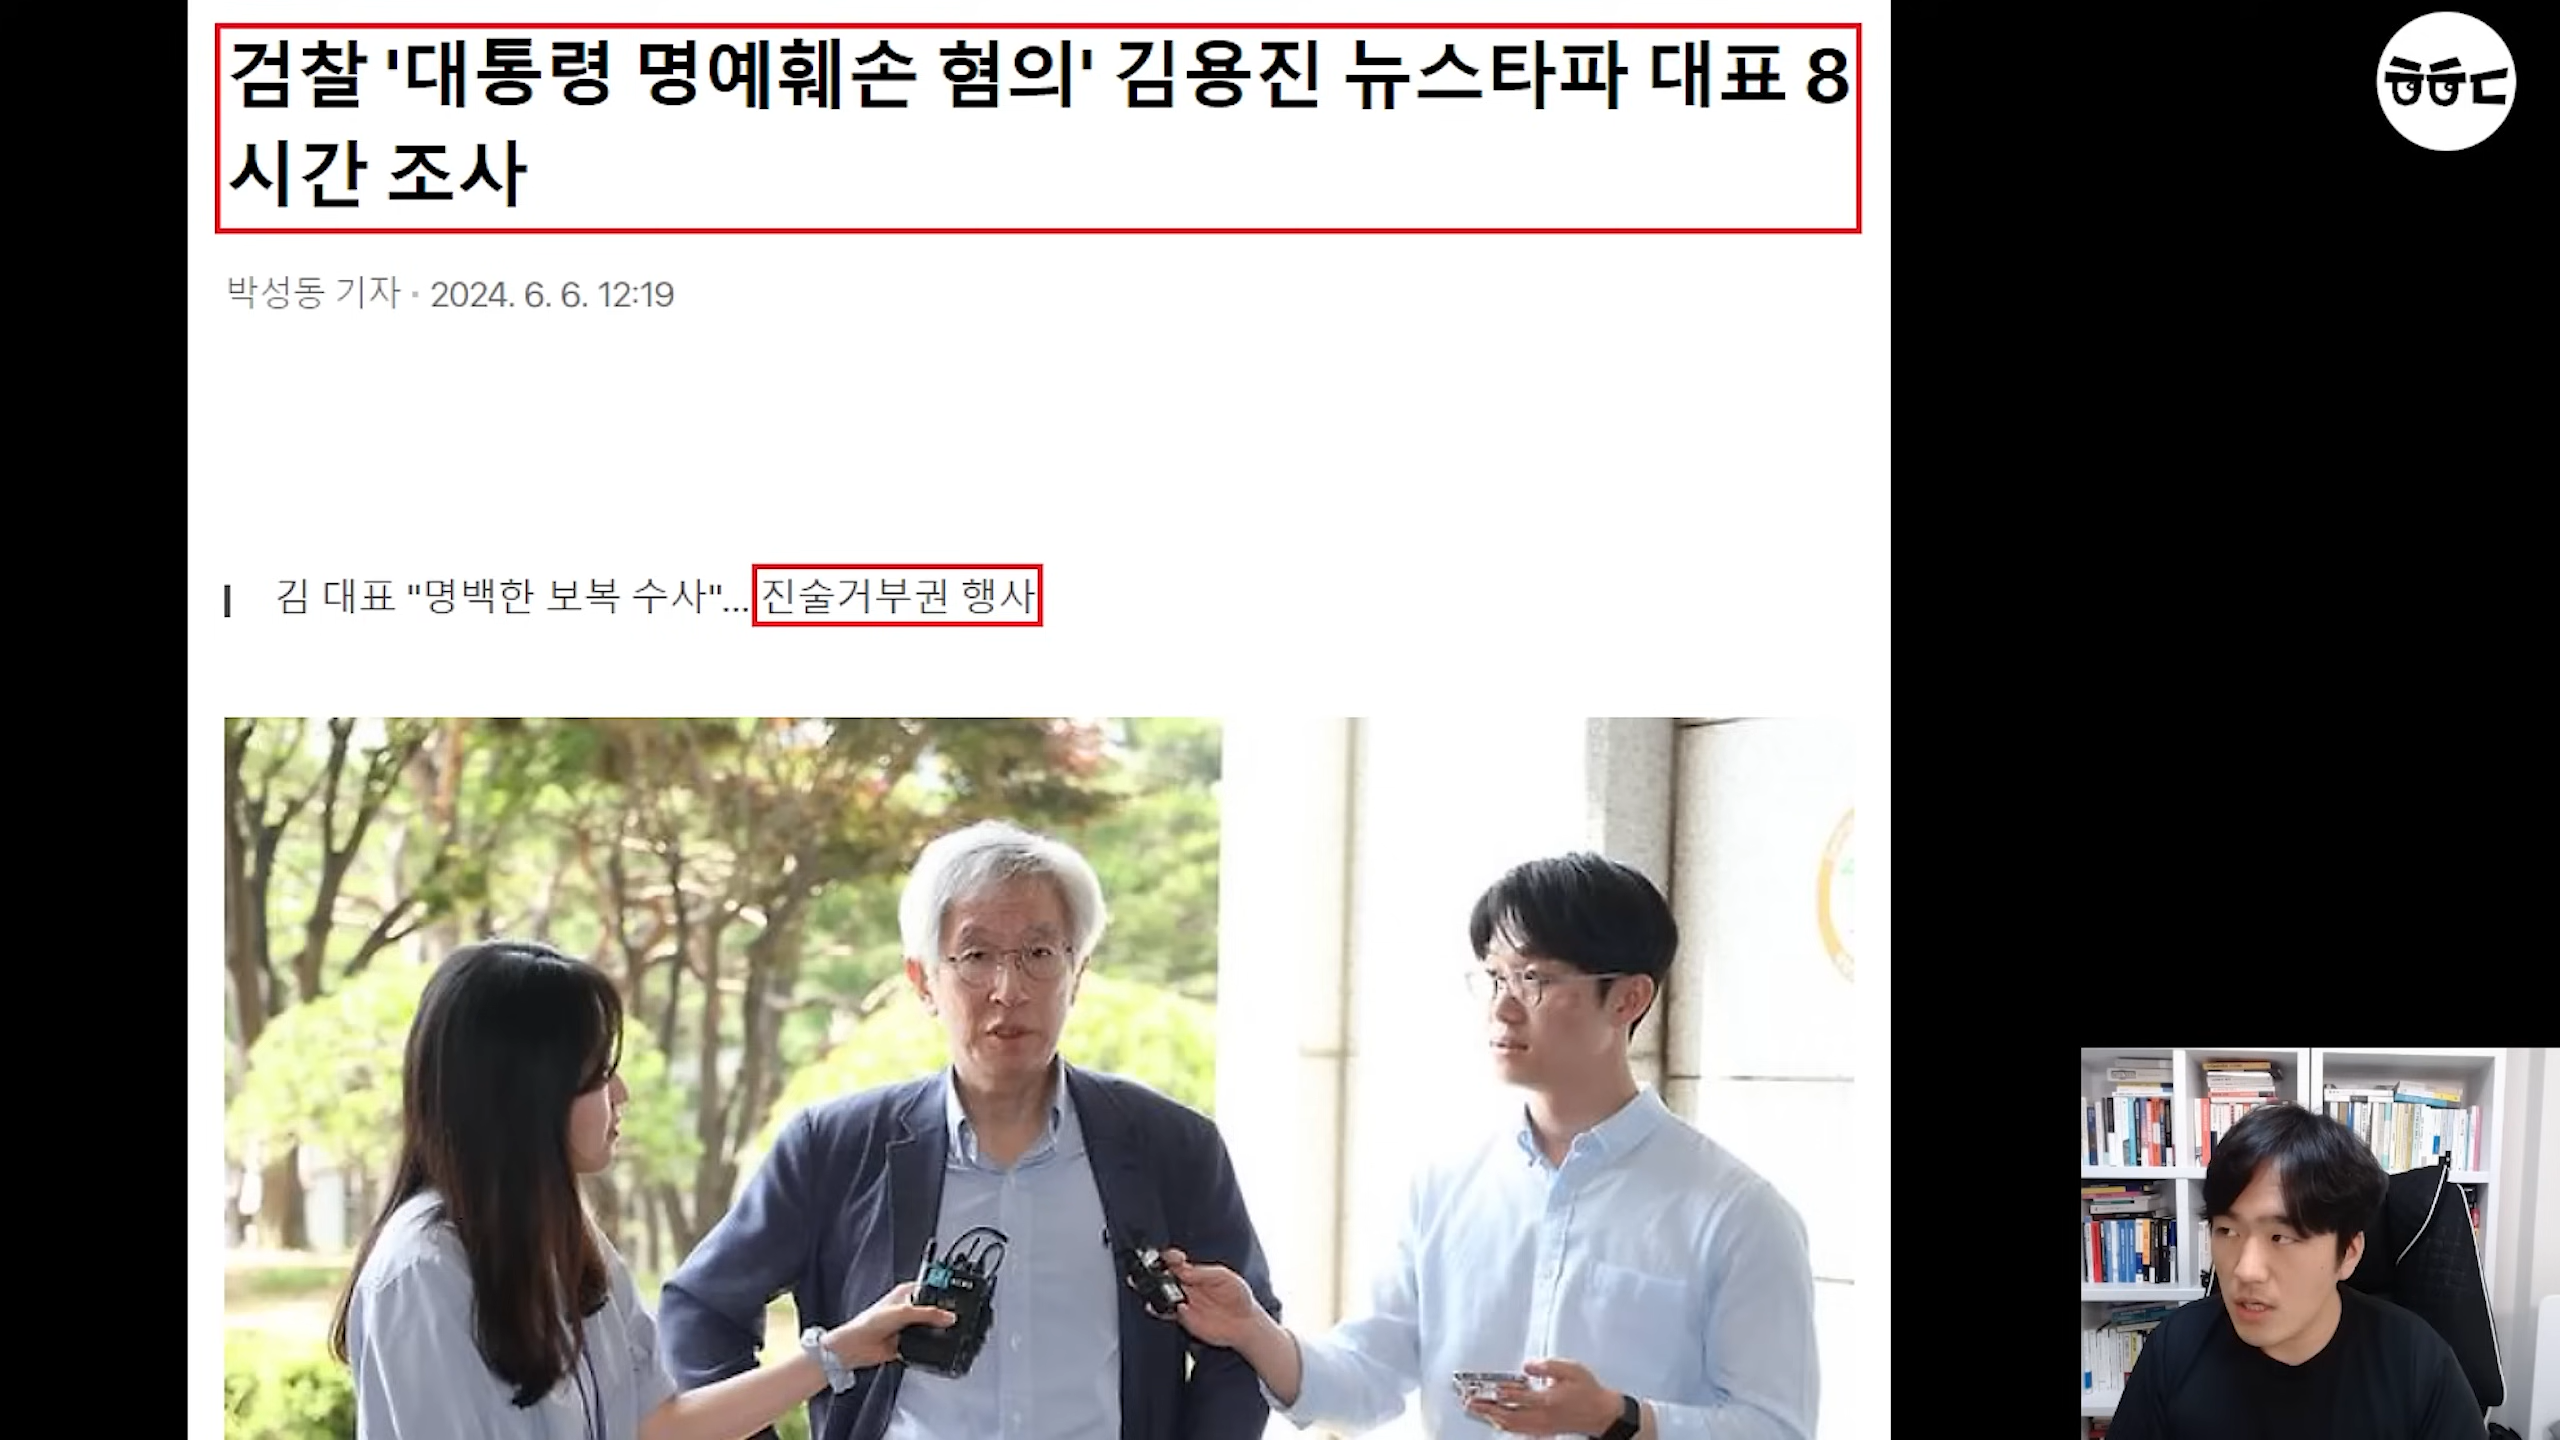 검찰 '대통령 명예훼손 혐의' 김용진 뉴스타파 대표 8
시간 조사
박성동 기자 · 2024. 6. 6. 12:19
김 대표 "명백한 보복 수사"... 진술거부권 행사